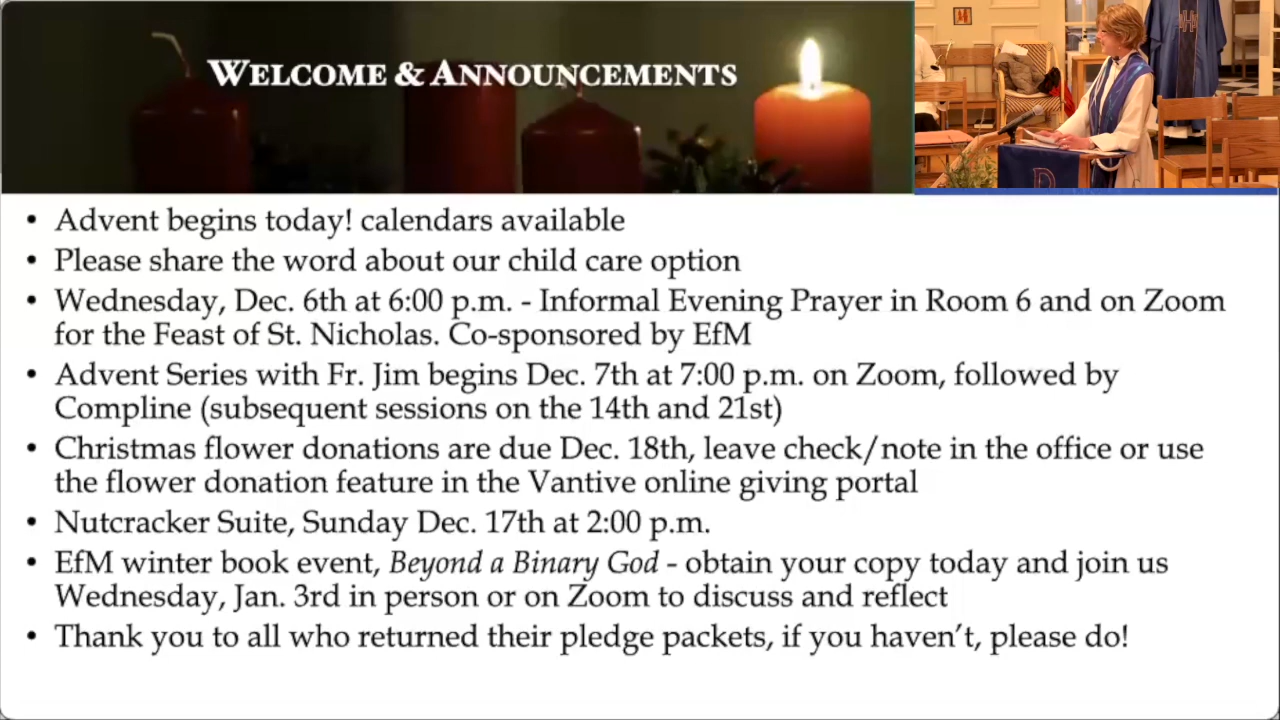 WELCOME & ANNOUNCEMENTS
• Advent begins today! calendars available
• Please share the word about our child care option
• Wednesday, Dec. 6th at 6:00 p.m. - Informal Evening Prayer in Room 6 and on Zoom
for the Feast of St. Nicholas. Co-sponsored by EfM
• Advent Series with Fr. Jim begins Dec. 7th at 7:00 p.m. on Zoom, followed by
Compline (subsequent sessions on the 14th and 21st)
• Christmas flower donations are due Dec. 18th, leave check/note in the office or use
the flower donation feature in the Vantive online giving portal
• Nutcracker Suite, Sunday Dec. 17th at 2:00 p.m.
• EfM winter book event, Beyond a Binary God - obtain your copy today and join us
Wednesday, Jan. 3rd in person or on Zoom to discuss and reflect
• Thank you to all who returned their pledge packets, if you haven't, please do!